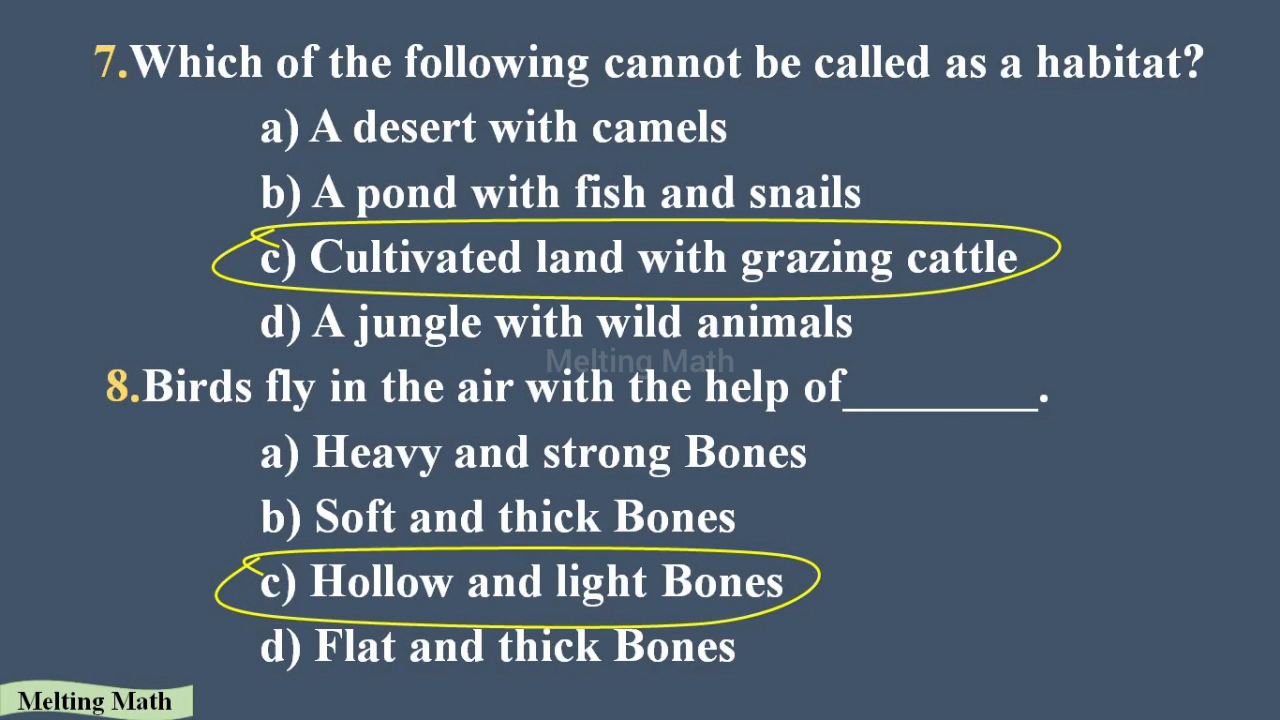 7.Which of the following cannot be called as a habitat?
a) A desert with camels
b) A pond with fish and snails
c) Cultivated land with grazing cattle
d) A jungle with wild animals
Melting Math
8.Birds fly in the air with the help of________.
a) Heavy and strong Bones
b) Soft and thick Bones
c) Hollow and light Bones
d) Flat and thick Bones
Melting Math